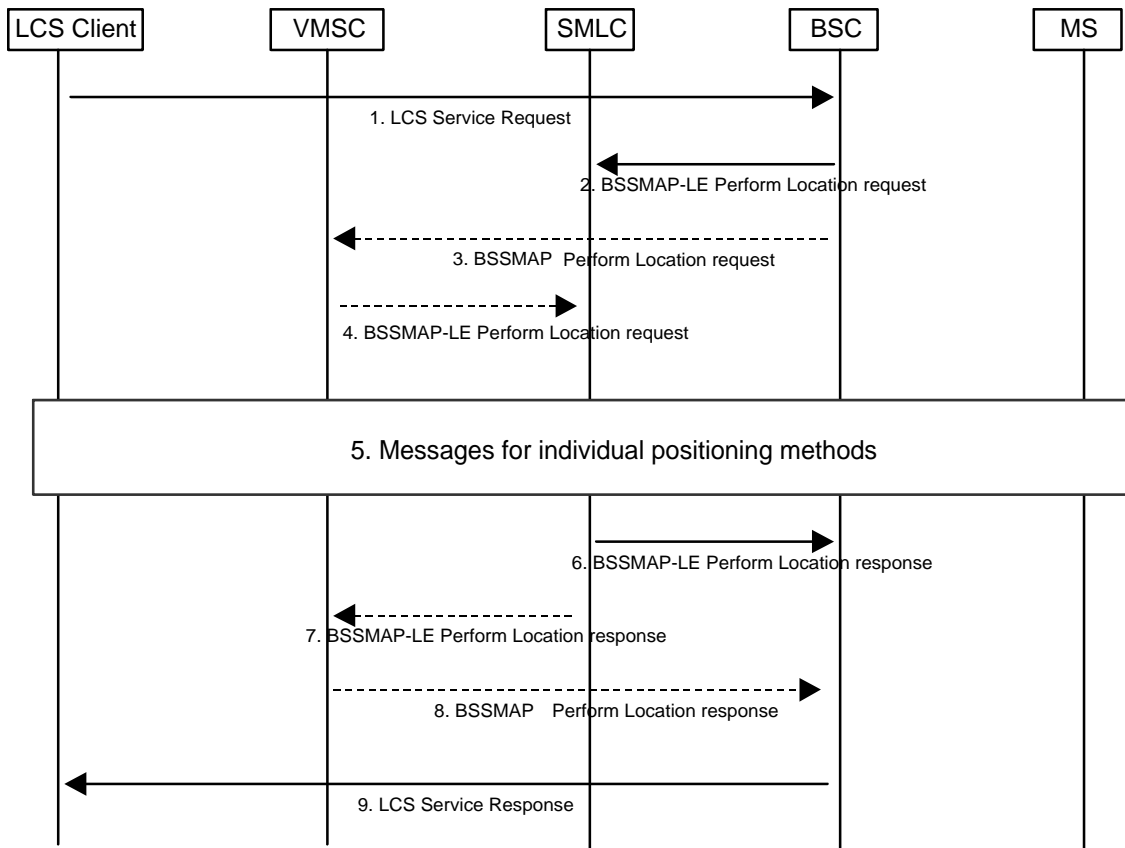 LCS Client
VMSC
SMLC
BSC
MS
1. LCS Service Request
2. BSSMAP-LE Perform Location request
3. BSSMAP Perform Location request
4. BSSMAP-LE Perform Location request
5. Messages for individual positioning methods
6. BSSMAP-LE Perform Location response
7. BSSMAP-LE Perform Location response
8. BSSMAP Perform Location response
9. LCS Service Response